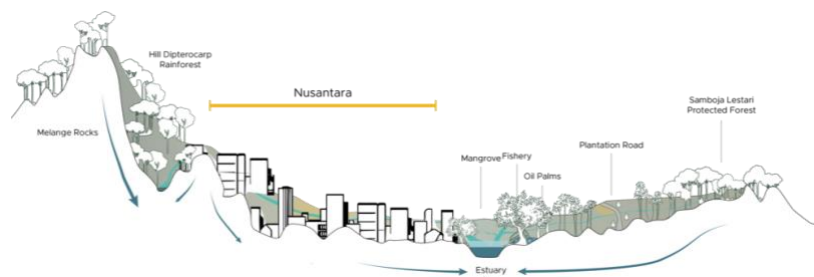 Hill Dipterocarp
Rainforest
Nusantara
Melange Rocks
Samboja Lestari
Protected Forest
Plantation Road
Mangrove
Fishery
Oil Palms
Estuary